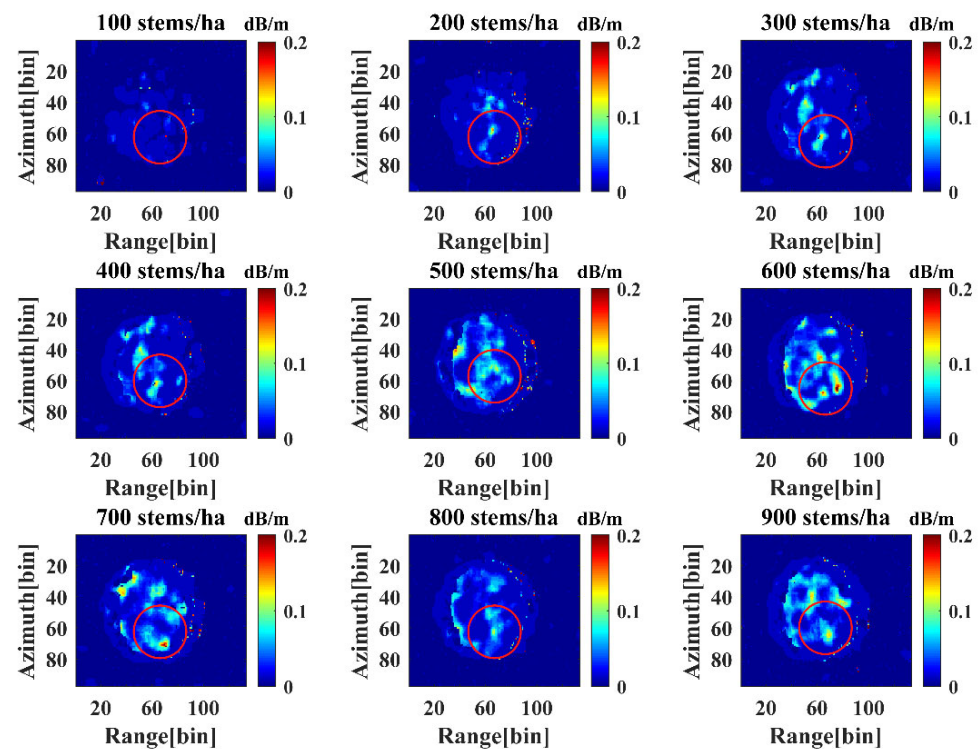 100 stems/ha dB/m 200 stems/ha dB/m 300 stems/ha dB/m
0.2 0.2 0.2
20 20 20
40 0.1 40 0.1 40 0.1
60 60 60
80 80 80
0 0 0
Azimuth[bin] Azimuth[bin] Azimuth[bin]
20 60 100 20 60 100 20 60 100
Range[bin] Range[bin] Range[bin]
400 stems/ha dB/m 500 stems/ha dB/m 600 stems/ha dB/m
0.2 0.2 0.2
20 20 20
40 0.1 40 0.1 40 0.1
60 60 60
80 80 80
0 0 0
Azimuth[bin] Azimuth[bin] Azimuth[bin]
20 60 100 20 60 100 20 60 100
Range[bin] Range[bin] Range[bin]
700 stems/ha dB/m 800 stems/ha dB/m 900 stems/ha dB/m
0.2 0.2 0.2
20 20 20
40 0.1 40 0.1 40 0.1
60 60 60
80 80 80
0 0 0
Azimuth[bin] Azimuth[bin] Azimuth[bin]
20 60 100 20 60 100 20 60 100
Range[bin] Range[bin] Range[bin]